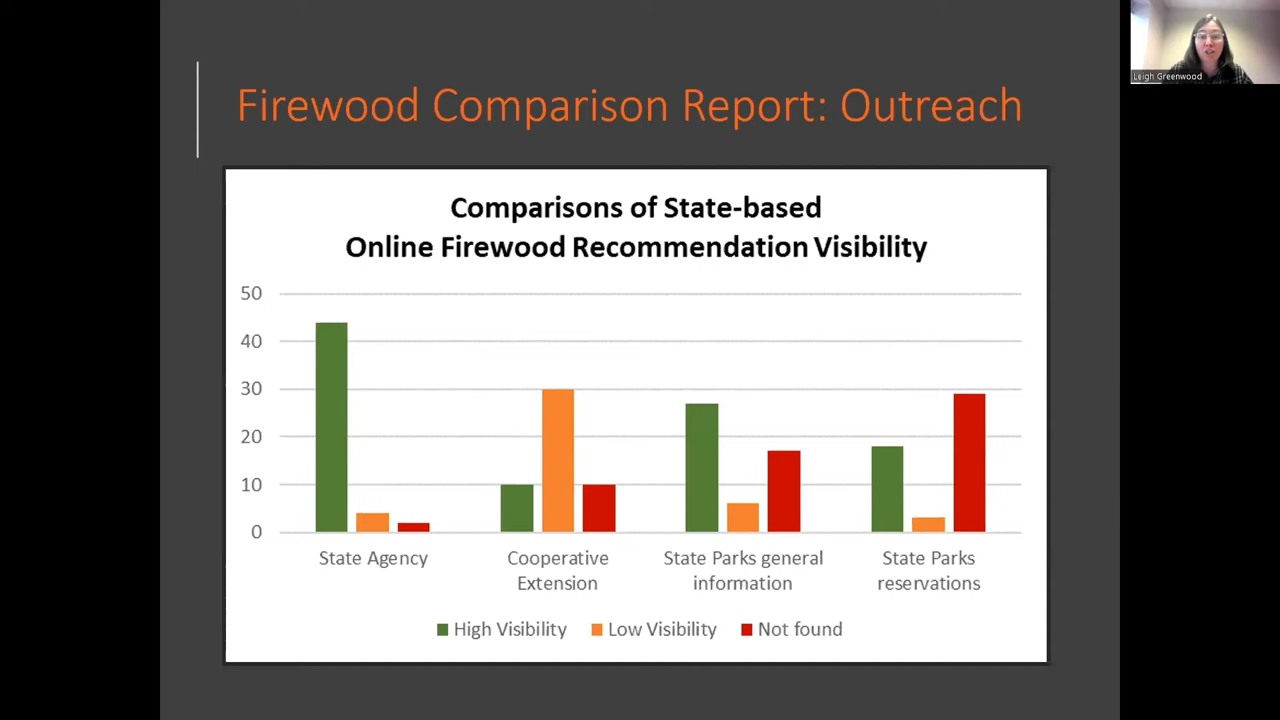 Leigh Greenwood
Firewood Comparison Report: Outreach
Comparisons of State-based
Online Firewood Recommendation Visibility
50
40
30
20
10
0
State Agency
Cooperative
Extension
State Parks general
information
State Parks
reservations
High Visibility
Low Visibility
Not found